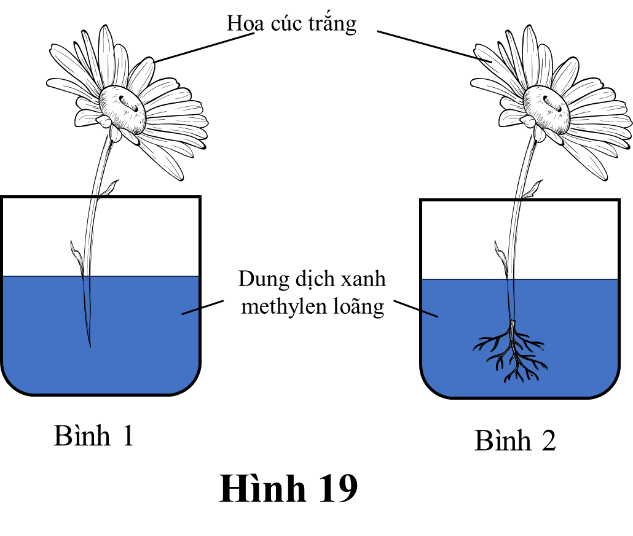 Hoa cúc trắng
Dung dịch xanh
methylen loãng
Bình 1
Bình 2
Hình 19